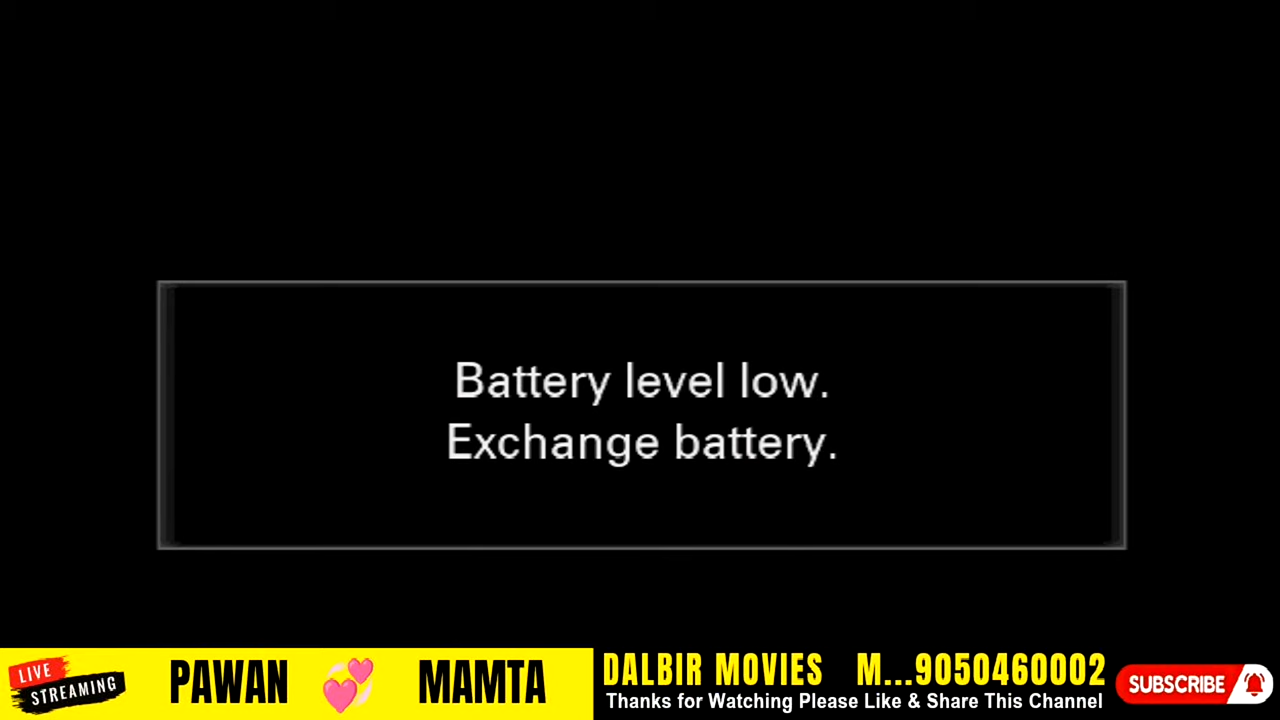 Battery level low.
Exchange battery.
LIVE
STREAMING
PAWAN 💞 MAMTA
DALBIR MOVIES M...9050460002
Thanks for Watching Please Like & Share This Channel
SUBSCRIBE